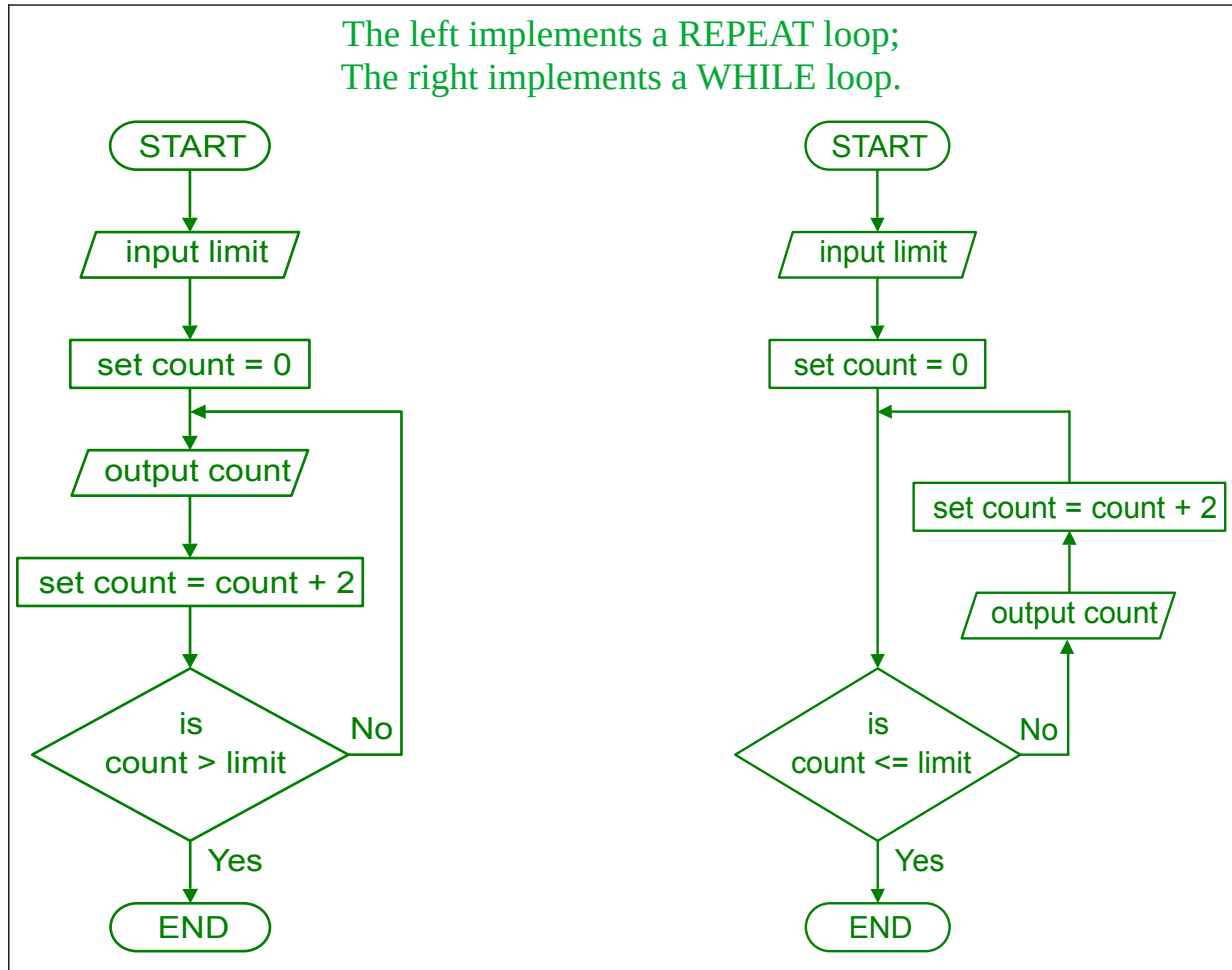 The left implements a REPEAT loop;
The right implements a WHILE loop.
START
input limit
set count = 0
output count
set count = count + 2
is
count > limit
No
Yes
END
START
input limit
set count = 0
set count = count + 2
output count
is
count <= limit
No
Yes
END